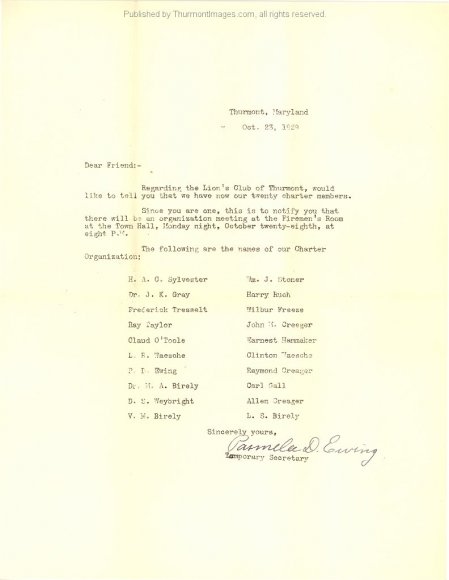 Published by ThurmontImages.com, all rights reserved.
Thurmont, Maryland
Oct. 23, 1929
Dear Friend:-
Regarding the Lion's Club of Thurmont, would
like to tell you that we have now our twenty charter members.
Since you are one, this is to notify you that
there will be an organization meeting at the Firemen's Room
at the Town Hall, Monday night, October twenty-eighth, at
eight P.M.
The following are the names of our Charter
Organization;
H. A. C. Sylvester Wm. J. Stoner
Dr. J. K. Gray Harry Buch
Frederick Tresselt Wilbur Freeze
Ray Taylor John H. Creeger
Claud O'Toole Earnest Hammaker
L. R. Waesche Clinton Waesche
P. D. Ewing Raymond Creager
Dr. M. A. Birely Carl Gall
D. S. Weybright Allen Creager
V. M. Birely L. S. Birely
Sincerely yours,
Parmelee D. Ewing
Temporary Secretary